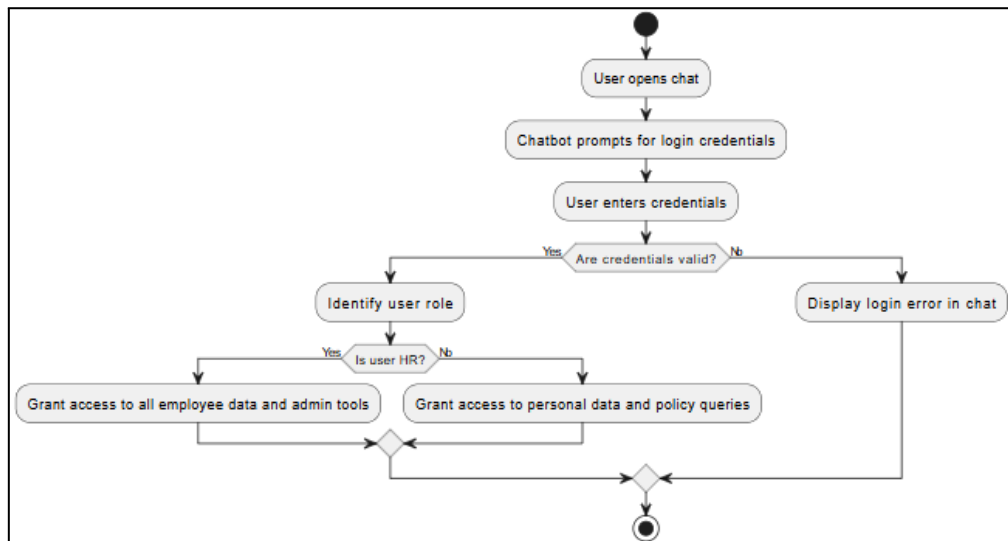 User opens chat
Chatbot prompts for login credentials
User enters credentials
Yes
Are credentials valid?
No
Identify user role
Display login error in chat
Yes
Is user HR?
No
Grant access to all employee data and admin tools
Grant access to personal data and policy queries